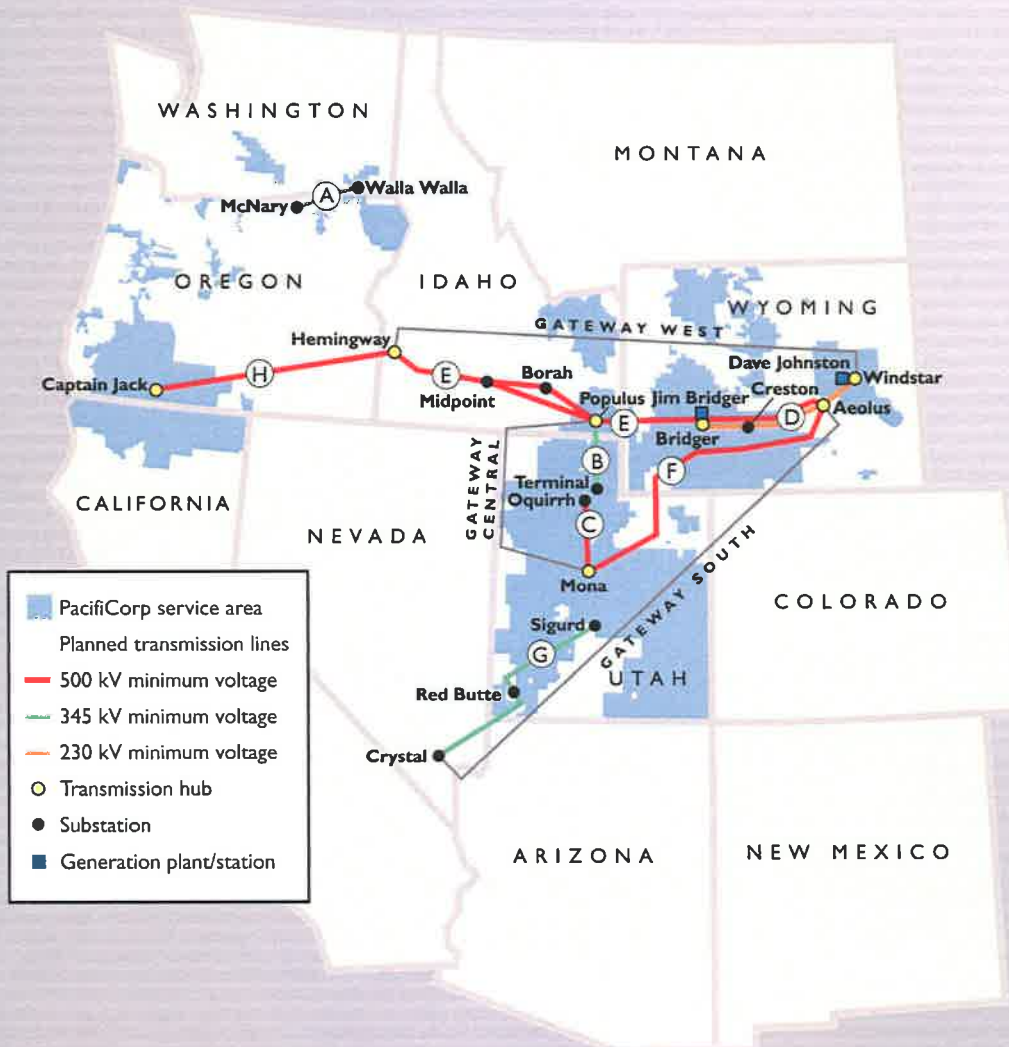 WASHINGTON
MONTANA
A
Walla Walla
McNary
OREGON
IDAHO
WYOMING
GATEWAY WEST
Hemingway
Dave Johnston
Windstar
Captain Jack
H
E
Borah
Midpoint
Populus
Jim Bridger
Creston
Aeolus
E
D
Bridger
GATEWAY CENTRAL
B
F
Terminal
Oquirrh
CALIFORNIA
C
NEVADA
Mona
GATEWAY SOUTH
COLORADO
Sigurd
G
UTAH
Red Butte
Crystal
ARIZONA
NEW MEXICO
PacifiCorp service area
Planned transmission lines
500 kV minimum voltage
345 kV minimum voltage
230 kV minimum voltage
Transmission hub
Substation
Generation plant/station